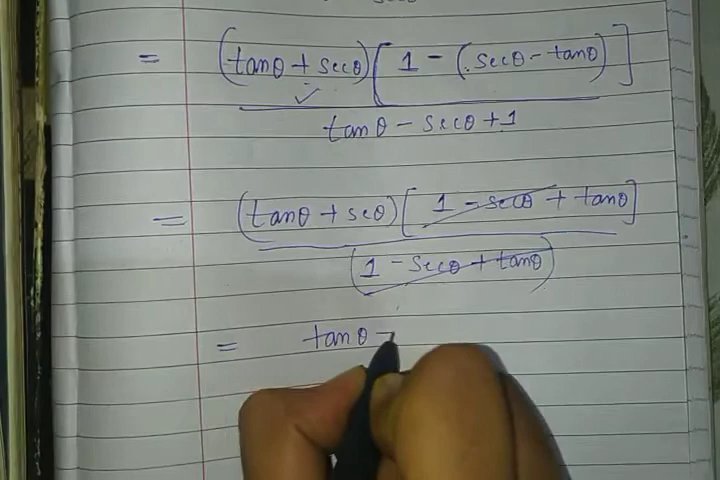 = (tanθ + secθ)[1 - (secθ - tanθ)]
tanθ - secθ + 1
= (tanθ + secθ)[1 - secθ + tanθ]
(1 - secθ + tanθ)
= tanθ -